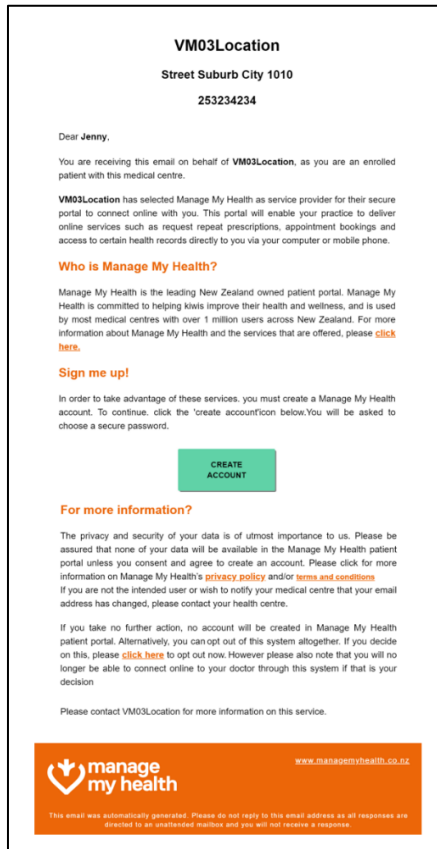 VM03Location
Street Suburb City 1010
253234234
Dear Jenny,
You are receiving this email on behalf of VM03Location, as you are an enrolled
patient with this medical centre.
VM03Location has selected Manage My Health as service provider for their secure
portal to connect online with you. This portal will enable your practice to deliver
online services such as request repeat prescriptions, appointment bookings and
access to certain health records directly to you via your computer or mobile phone.
Who is Manage My Health?
Manage My Health is the leading New Zealand owned patient portal. Manage My
Health is committed to helping kiwis improve their health and wellness, and is used
by most medical centres with over 1 million users across New Zealand. For more
information about Manage My Health and the services that are offered, please click
here.
Sign me up!
In order to take advantage of these services. you must create a Manage My Health
account. To continue. click the 'create account'icon below.You will be asked to
choose a secure password.
CREATE
ACCOUNT
For more information?
The privacy and security of your data is of utmost importance to us. Please be
assured that none of your data will be available in the Manage My Health patient
portal unless you consent and agree to create an account. Please click for more
information on Manage My Health's privacy policy and/or terms and conditions
If you are not the intended user or wish to notify your medical centre that your email
address has changed, please contact your health centre.
If you take no further action, no account will be created in Manage My Health
patient portal. Alternatively, you can opt out of this system altogether. If you decide
on this, please click here to opt out now. However please also note that you will no
longer be able to connect online to your doctor through this system if that is your
decision
Please contact VM03Location for more information on this service.
manage
my health
www.managemyhealth.co.nz
This email was automatically generated. Please do not reply to this email address as all responses are
directed to an unattended mailbox and you will not receive a response.